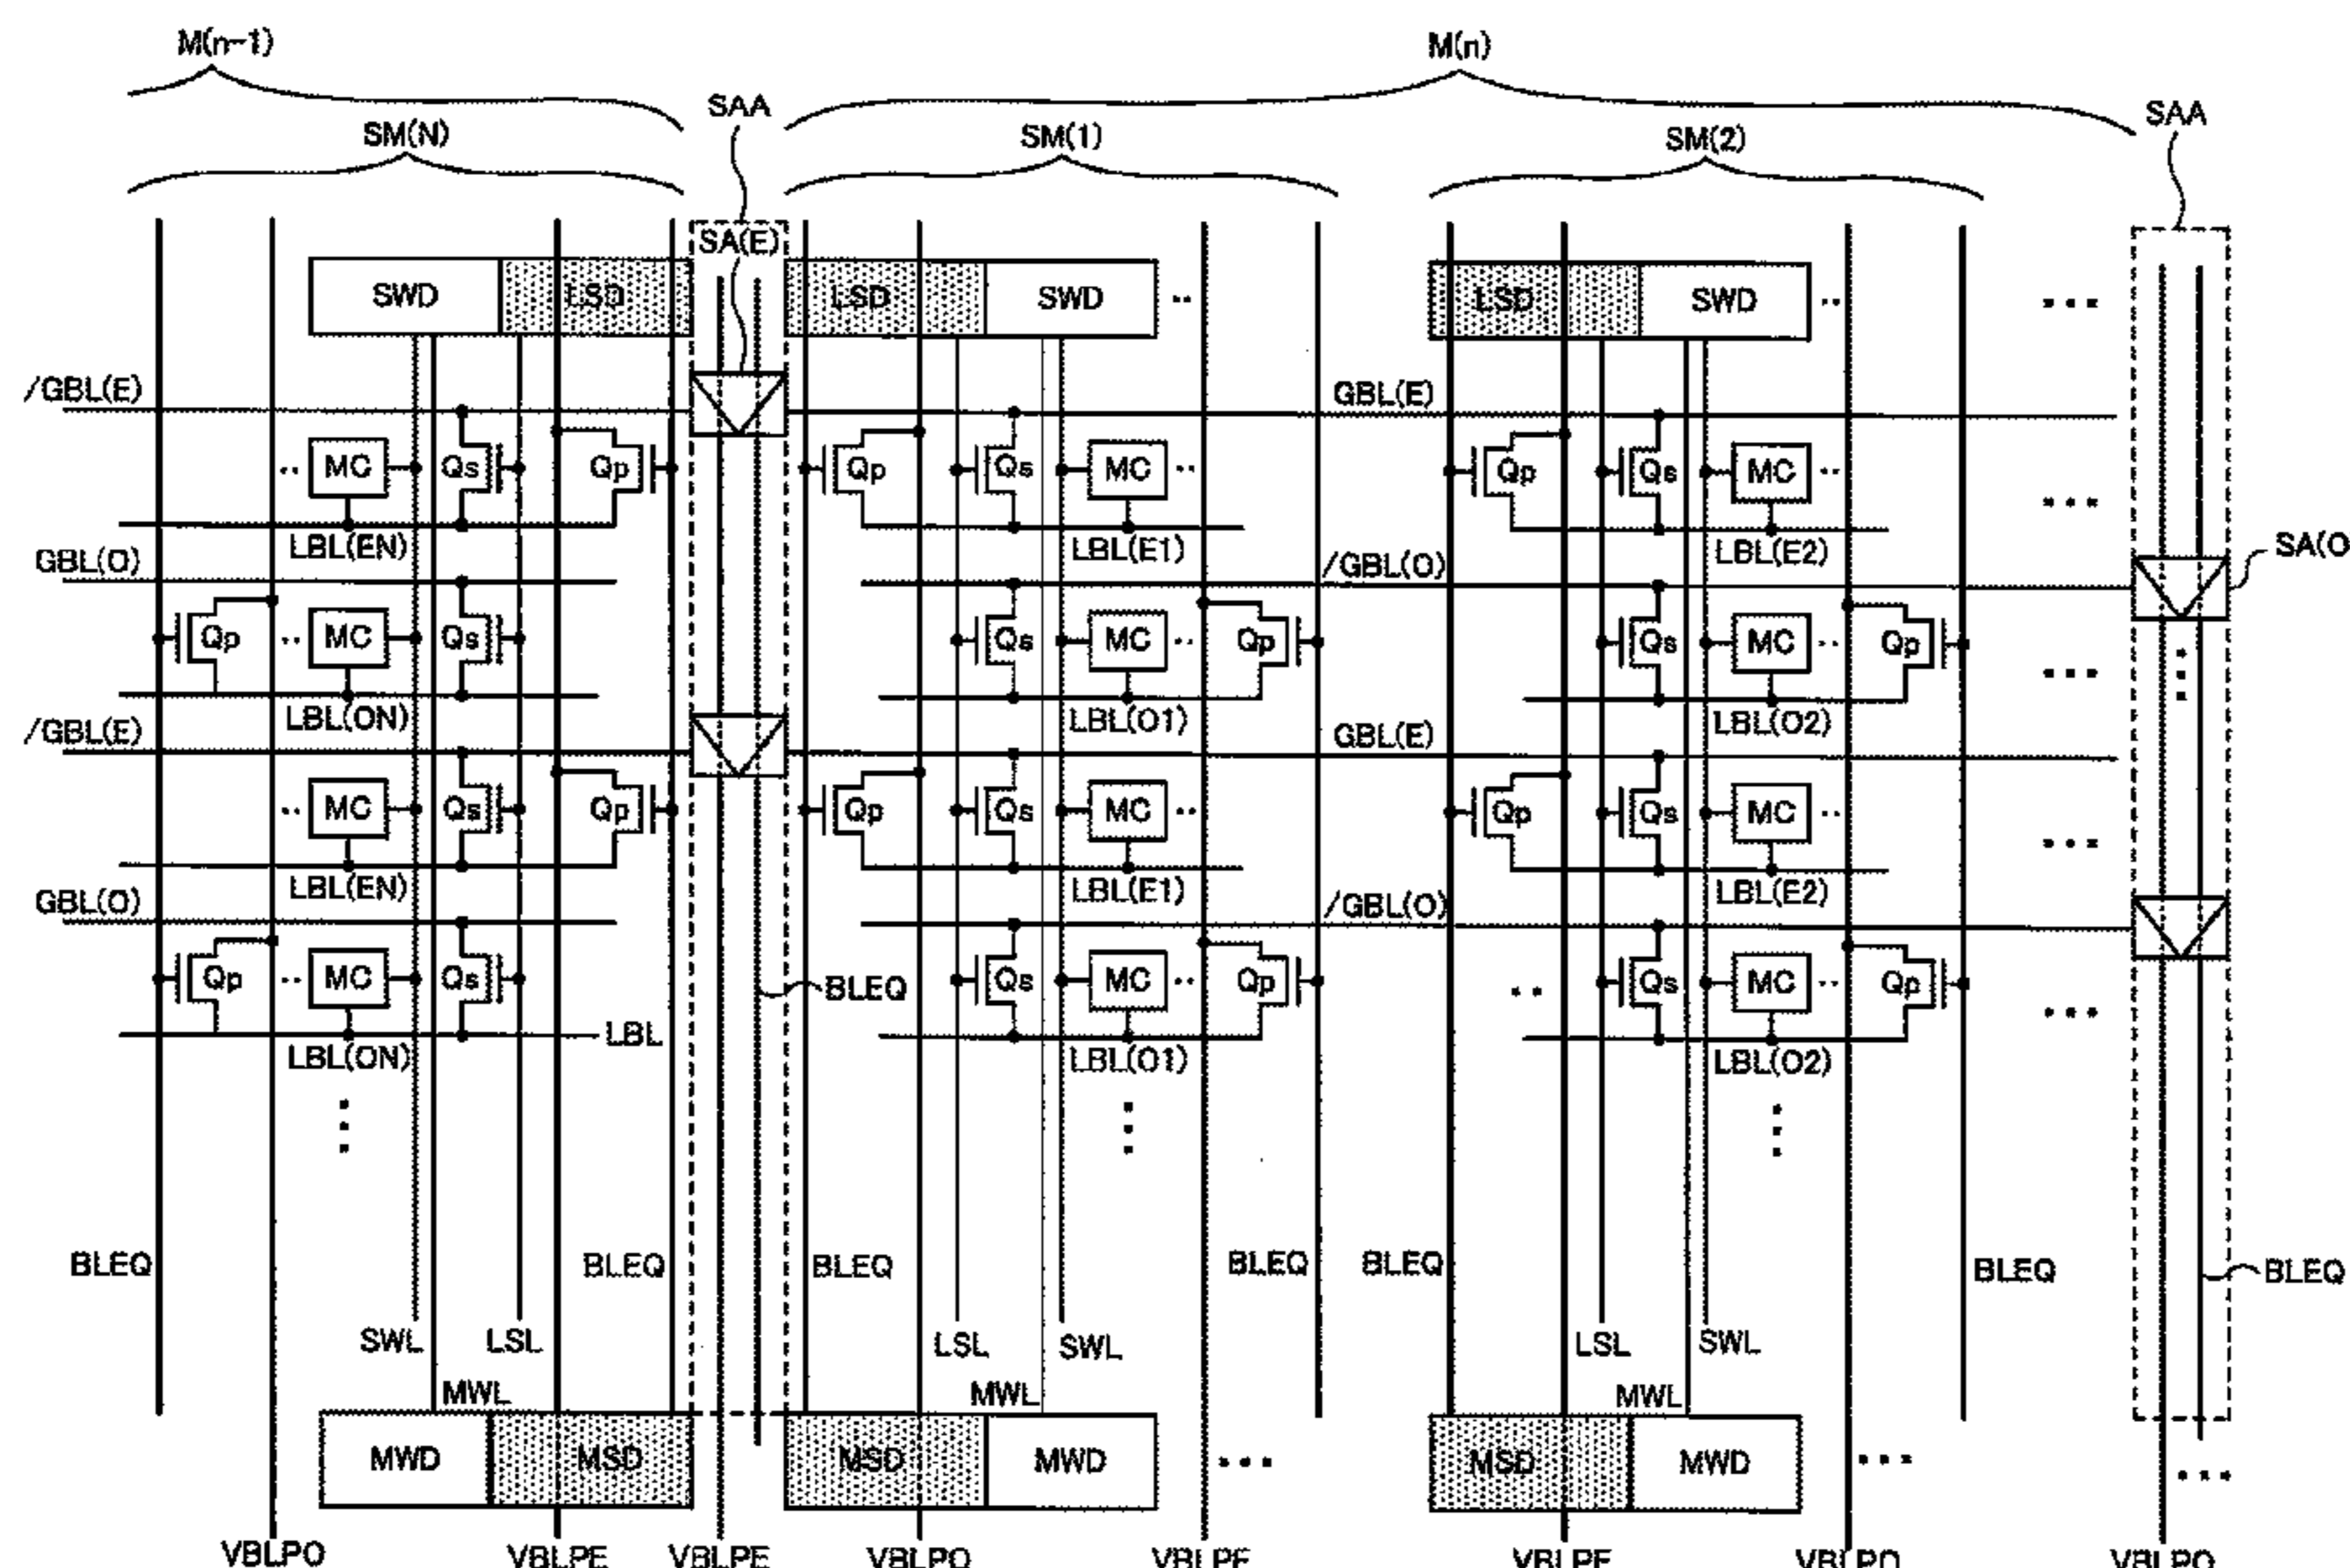 M(n-1)
M(n)
SAA
SAA
SM(N)
SM(1)
SM(2)
SA(E)
SWD
LSD
LSD
SWD
..
LSD
SWD
..
...
/GBL(E)
GBL(E)
..
MC
Qs
Qp
Qp
Qs
MC
..
Qp
Qs
MC
..
...
LBL(EN)
LBL(E1)
LBL(E2)
SA(O
GBL(O)
/GBL(O)
Qp
..
MC
Qs
Qs
MC
..
Qp
Qs
MC
..
Qp
...
LBL(ON)
LBL(O1)
LBL(O2)
/GBL(E)
GBL(E)
..
MC
Qs
Qp
Qp
Qs
MC
..
Qp
Qs
MC
..
...
LBL(EN)
LBL(E1)
LBL(E2)
GBL(O)
/GBL(O)
Qp
..
MC
Qs
BLEQ
Qs
MC
..
Qp
..
Qs
MC
..
Qp
...
LBL
LBL(ON)
LBL(O1)
LBL(O2)
BLEQ
BLEQ
BLEQ
BLEQ
BLEQ
BLEQ
BLEQ
SWL
LSL
LSL
SWL
LSL
SWL
MWL
MWL
MWL
MWD
MSD
MSD
MWD
...
MSD
MWD
...
...
VBLPO
VBLPE
VBLPE
VBLPO
VBLPE
VBLPE
VBLPO
VBLPO